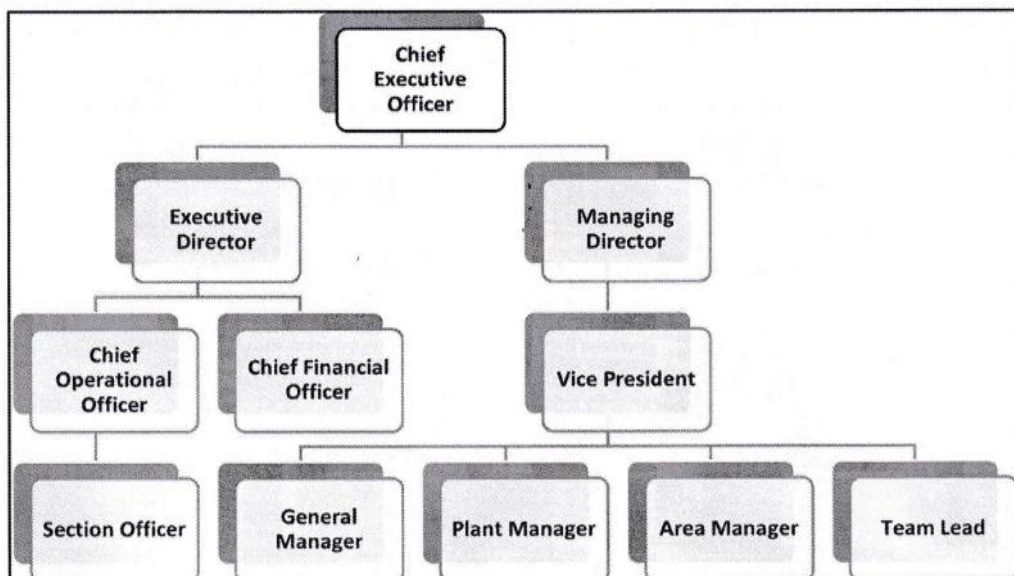 Chief
Executive
Officer
Executive
Director
Managing
Director
Chief
Operational
Officer
Chief Financial
Officer
Vice President
Section Officer
General
Manager
Plant Manager
Area Manager
Team Lead